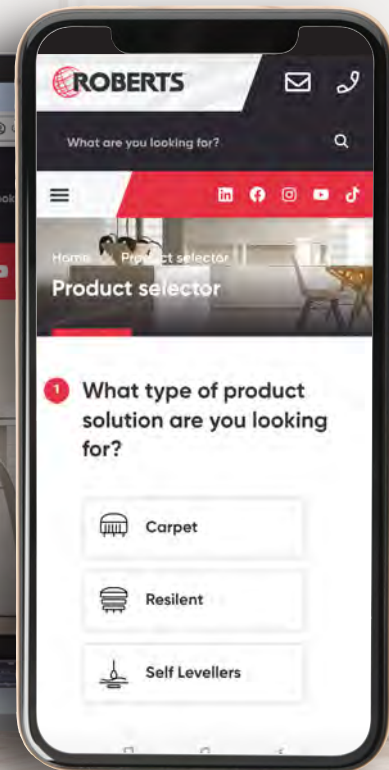 ROBERTS
What are you looking for?
in
Home Product selector
Product selector
1 What type of product
solution are you looking
for?
Carpet
Resilent
Self Levellers